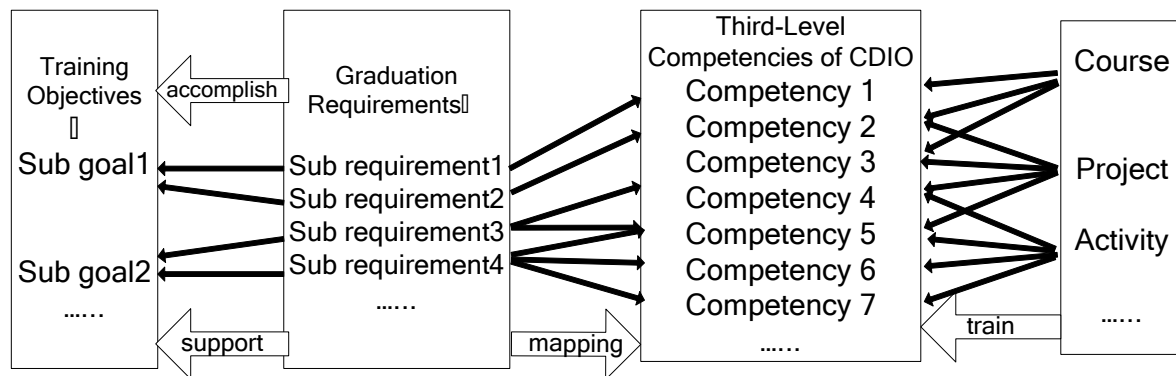 Training
Objectives
▯
Sub goal1
Sub goal2
......
accomplish
support
Graduation
Requirements▯
Sub requirement1
Sub requirement2
Sub requirement3
Sub requirement4
......
mapping
Third-Level
Competencies of CDIO
Competency 1
Competency 2
Competency 3
Competency 4
Competency 5
Competency 6
Competency 7
......
train
Course
Project
Activity
......